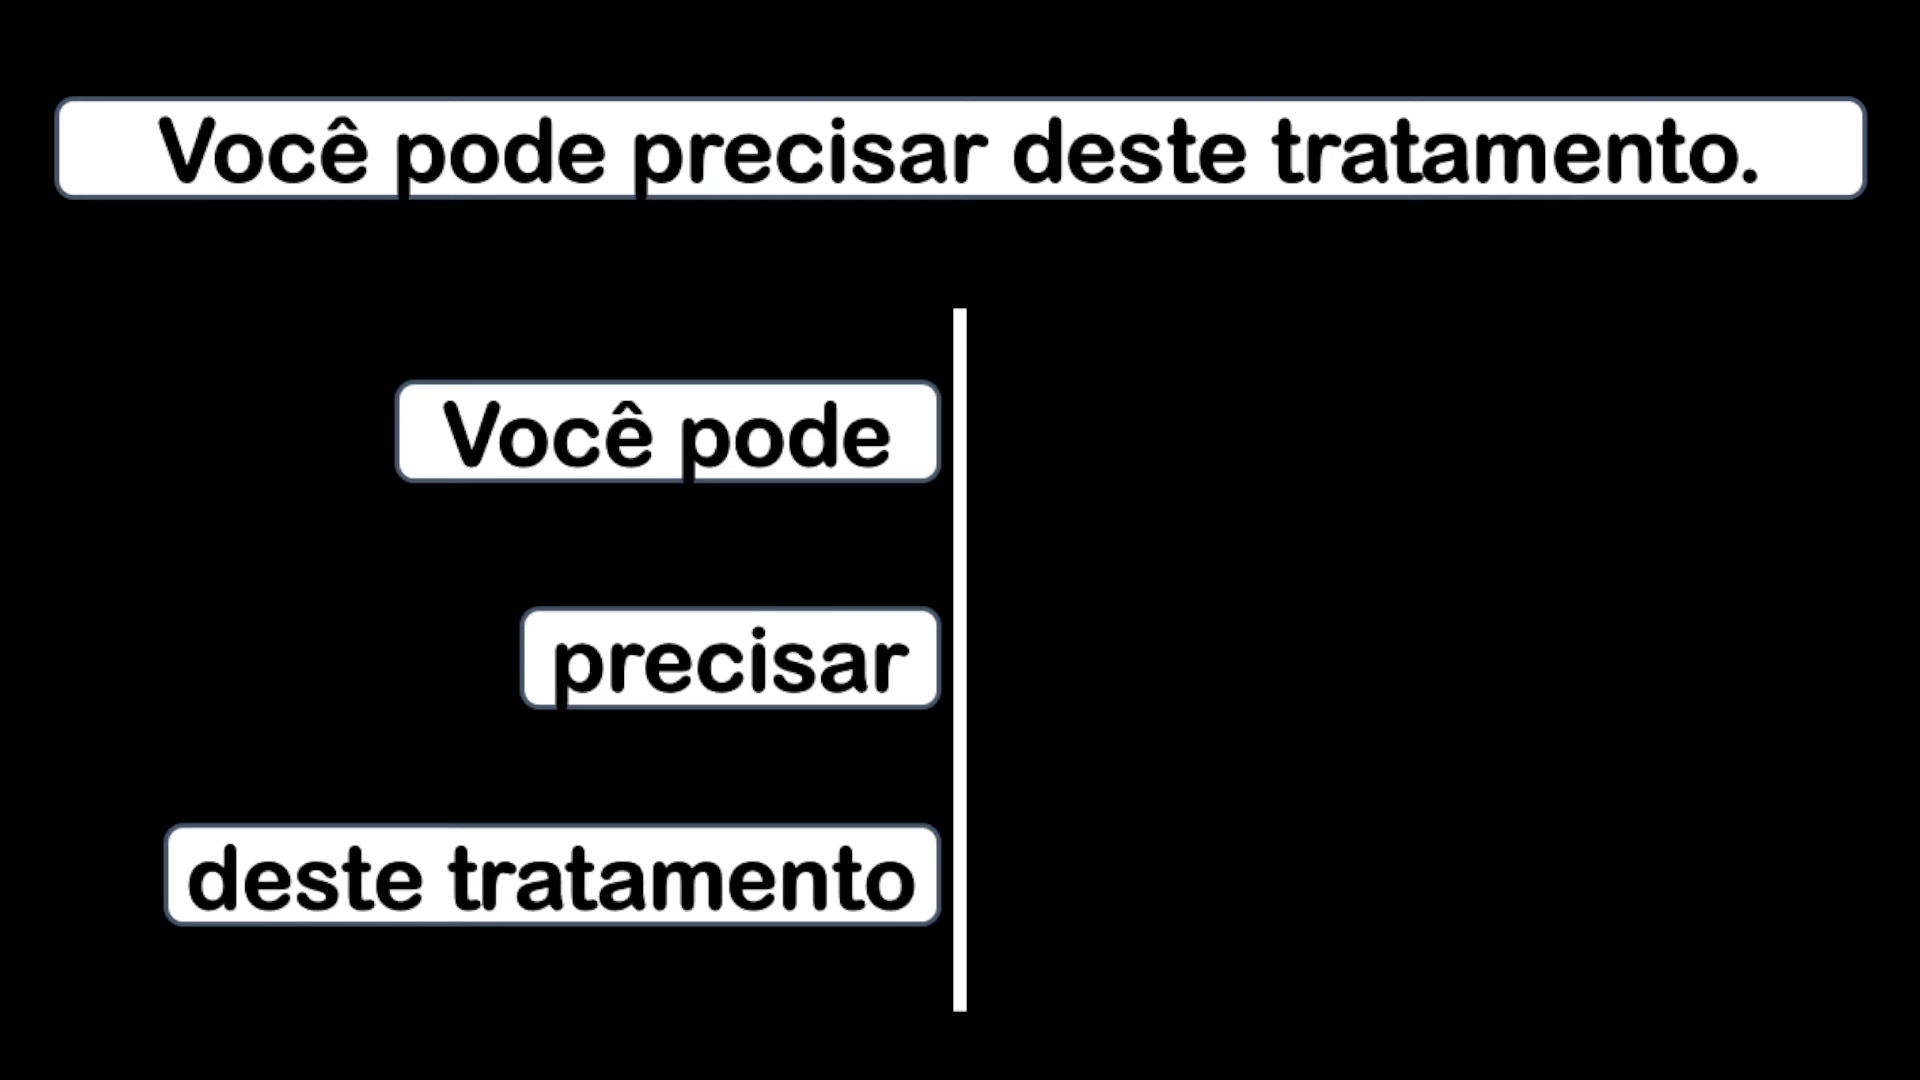 Você pode precisar deste tratamento.
Você pode
precisar
deste tratamento